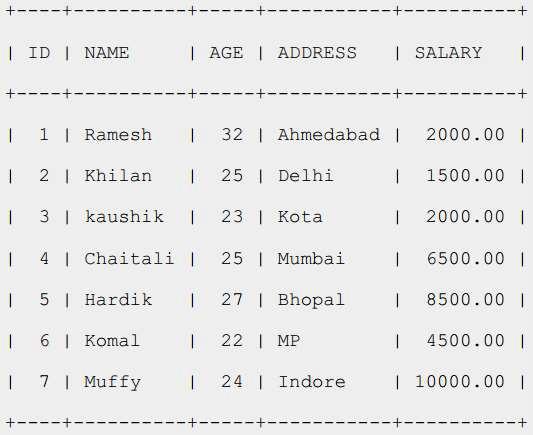 +----+----------+-----+-----------+----------+
| ID | NAME     | AGE | ADDRESS   | SALARY   |
+----+----------+-----+-----------+----------+
|  1 | Ramesh   |  32 | Ahmedabad |  2000.00 |
|  2 | Khilan   |  25 | Delhi     |  1500.00 |
|  3 | kaushik  |  23 | Kota      |  2000.00 |
|  4 | Chaitali |  25 | Mumbai    |  6500.00 |
|  5 | Hardik   |  27 | Bhopal    |  8500.00 |
|  6 | Komal    |  22 | MP        |  4500.00 |
|  7 | Muffy    |  24 | Indore    | 10000.00 |
+----+----------+-----+-----------+----------+